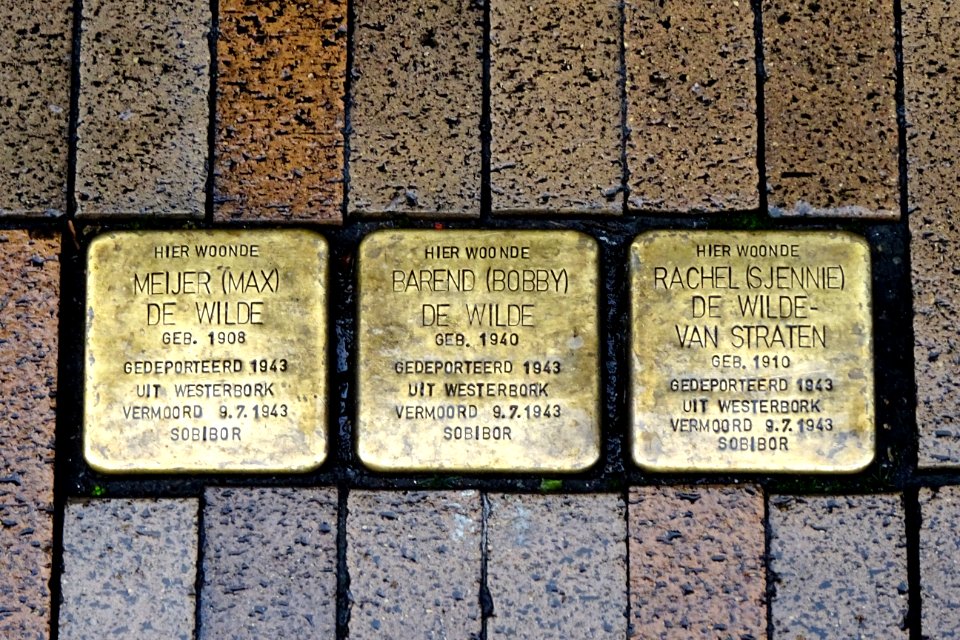 HIER WOONDE
MEIJER (MAX)
DE WILDE
GEB. 1908
GEDEPORTEERD 1943
UIT WESTERBORK
VERMOORD 9.7.1943
SOBIBOR
HIER WOONDE
BAREND (BOBBY)
DE WILDE
GEB. 1940
GEDEPORTEERD 1943
UIT WESTERBORK
VERMOORD 9.7.1943
SOBIBOR
HIER WOONDE
RACHEL (SJENNIE)
DE WILDE-
VAN STRATEN
GEB. 1910
GEDEPORTEERD 1943
UIT WESTERBORK
VERMOORD 9.7.1943
SOBIBOR